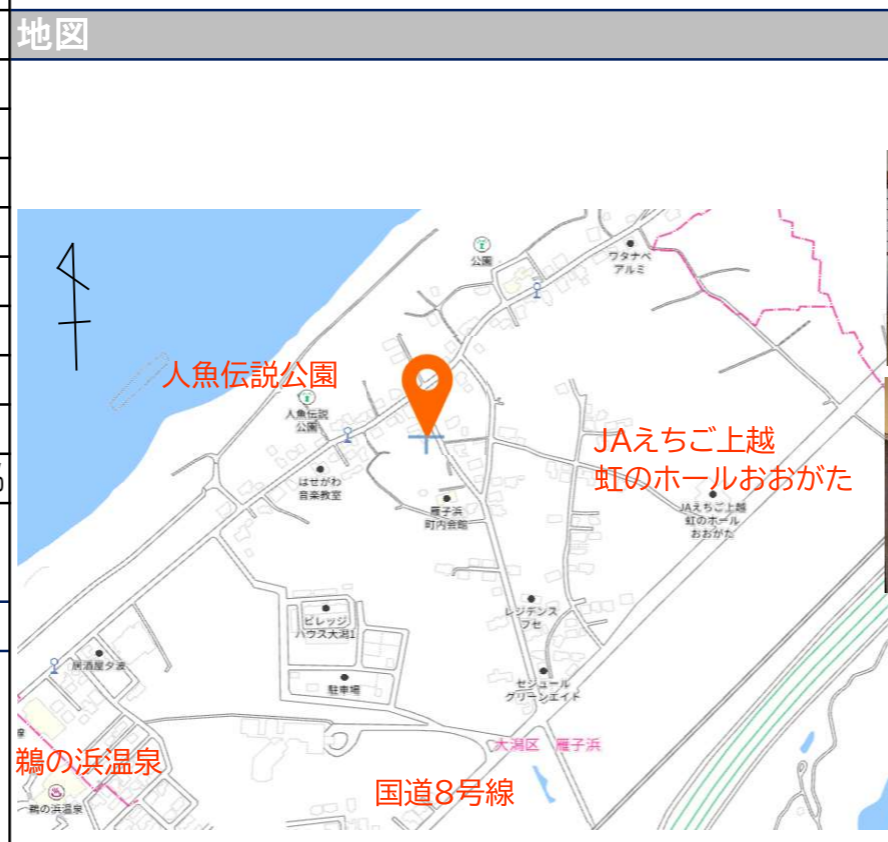 地図
公園
ワタナベ
アルミ
人魚伝説公園
人魚伝説
公園
JAえちご上越
虹のホールおおがた
はせがわ
音楽教室
雁子浜
町内会館
JAえちご上越
虹のホール
おおがた
レジデンス
フセ
ビレッジ
ハウス大潟1
居酒屋夕波
駐車場
セジュール
グリーンエイド
大潟区 雁子浜
鵜の浜温泉
国道8号線
鵜の浜温泉